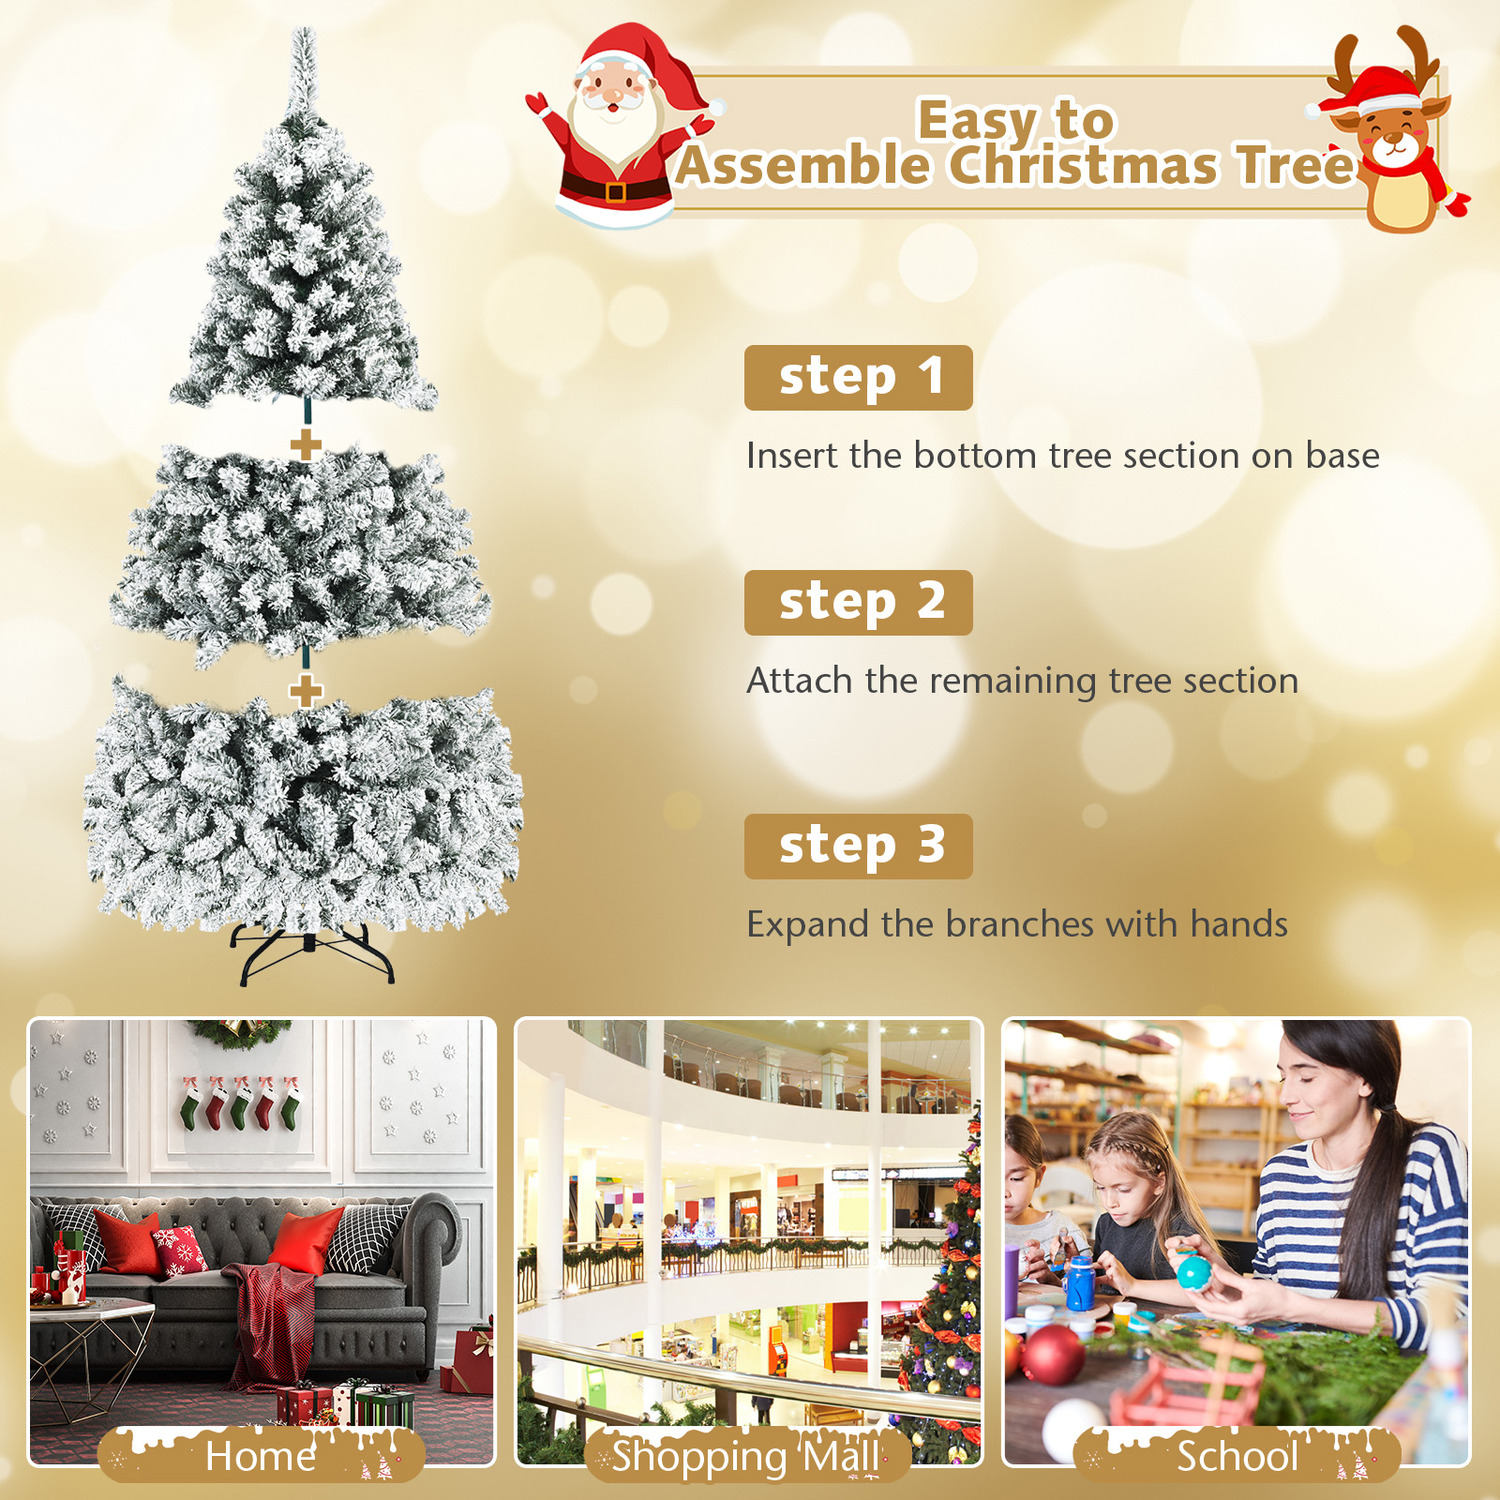 Easy to
Assemble Christmas Tree
step 1
Insert the bottom tree section on base
step 2
Attach the remaining tree section
step 3
Expand the branches with hands
Home
Shopping Mall
School